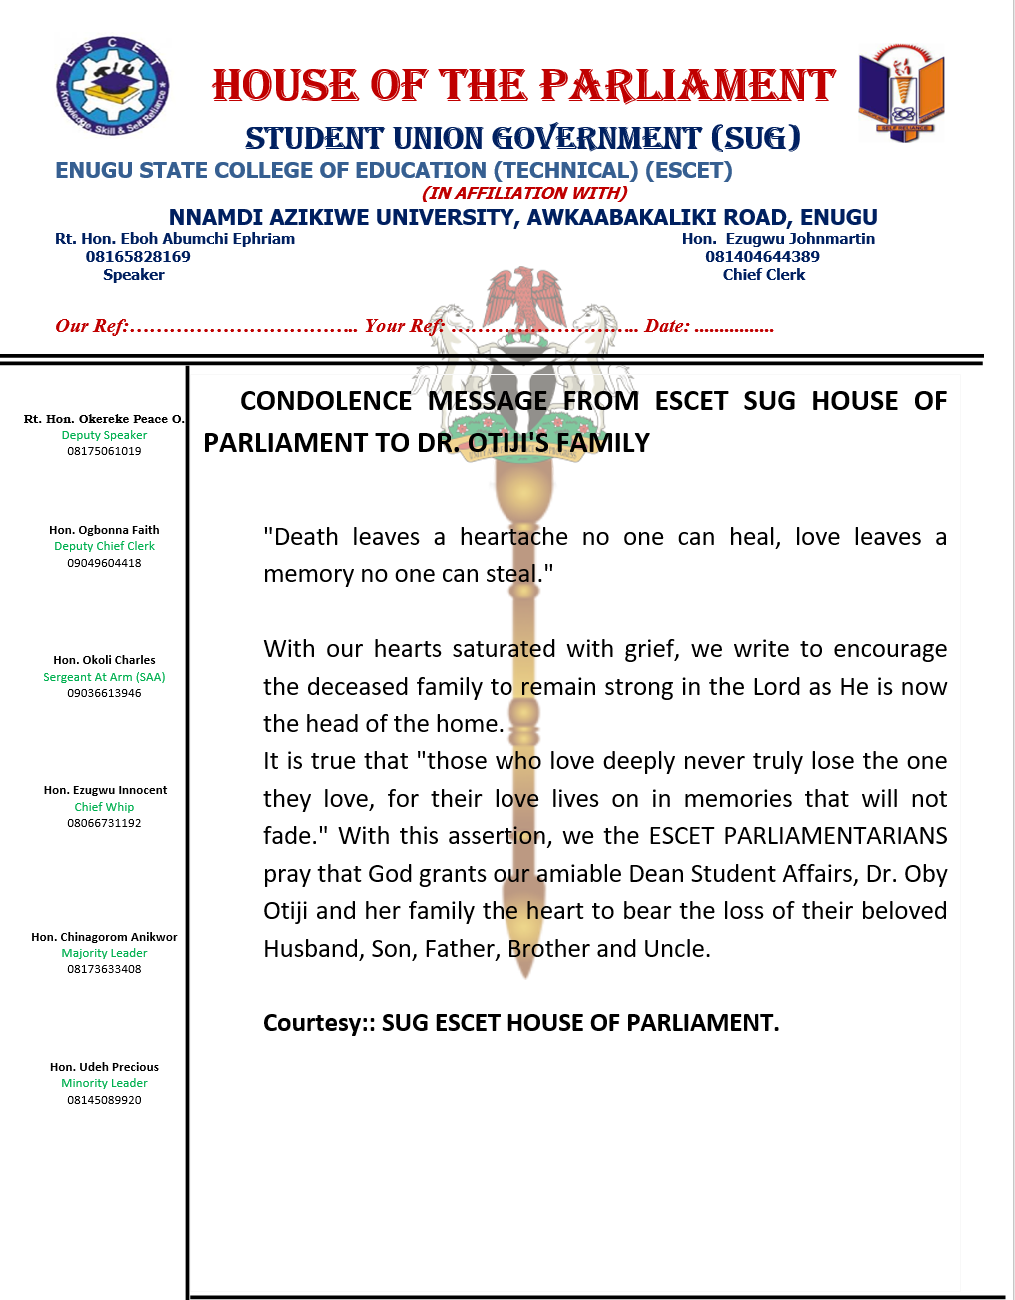 ESCET
Knowledge, Skill & Self Reliance
HOUSE OF THE PARLIAMENT
SELF RELIANCE
STUDENT UNION GOVERNMENT (SUG)
ENUGU STATE COLLEGE OF EDUCATION (TECHNICAL) (ESCET)
(IN AFFILIATION WITH)
NNAMDI AZIKIWE UNIVERSITY, AWKAABAKALIKI ROAD, ENUGU
Rt. Hon. Eboh Abumchi Ephriam
08165828169
Speaker
Hon. Ezugwu Johnmartin
081404644389
Chief Clerk
Our Ref:…………………………….. Your Ref: ……………………….. Date: ................
Rt. Hon. Okereke Peace O.
Deputy Speaker
08175061019
Hon. Ogbonna Faith
Deputy Chief Clerk
09049604418
Hon. Okoli Charles
Sergeant At Arm (SAA)
09036613946
Hon. Ezugwu Innocent
Chief Whip
08066731192
Hon. Chinagorom Anikwor
Majority Leader
08173633408
Hon. Udeh Precious
Minority Leader
08145089920
CONDOLENCE MESSAGE FROM ESCET SUG HOUSE OF
PARLIAMENT TO DR. OTIJI'S FAMILY
"Death leaves a heartache no one can heal, love leaves a
memory no one can steal."
With our hearts saturated with grief, we write to encourage
the deceased family to remain strong in the Lord as He is now
the head of the home.
It is true that "those who love deeply never truly lose the one
they love, for their love lives on in memories that will not
fade." With this assertion, we the ESCET PARLIAMENTARIANS
pray that God grants our amiable Dean Student Affairs, Dr. Oby
Otiji and her family the heart to bear the loss of their beloved
Husband, Son, Father, Brother and Uncle.
Courtesy:: SUG ESCET HOUSE OF PARLIAMENT.